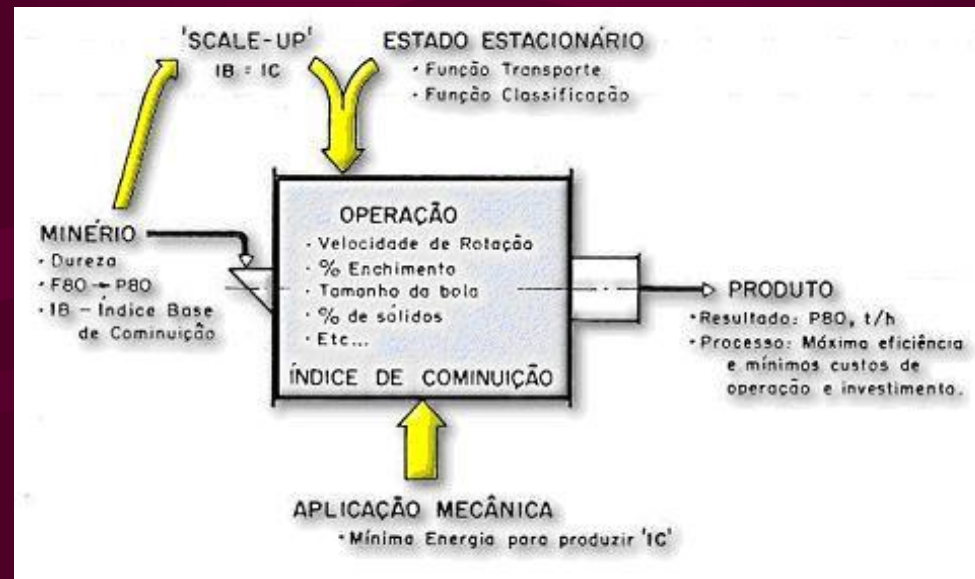 'SCALE-UP'
IB = IC
ESTADO ESTACIONÁRIO
• Função Transporte
• Função Classificação
MINÉRIO
• Dureza
• F80 → P80
• IB – Índice Base
de Cominuição
OPERAÇÃO
• Velocidade de Rotação
• % Enchimento
• Tamanho da bola
• % de sólidos
• Etc...
ÍNDICE DE COMINUIÇÃO
PRODUTO
• Resultado: P80, t/h
• Processo: Máxima eficiência
e mínimos custos de
operação e investimento.
APLICAÇÃO MECÂNICA
• Mínima Energia para produzir 'IC'